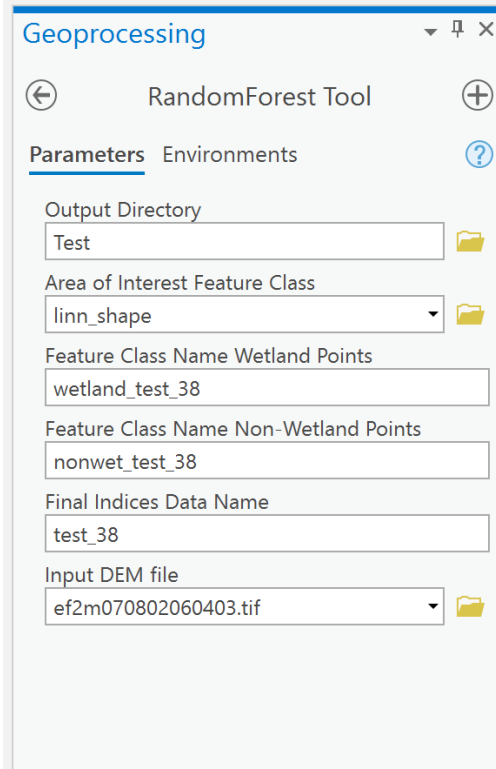 Geoprocessing
RandomForest Tool
Parameters Environments
Output Directory
Test
Area of Interest Feature Class
linn_shape
Feature Class Name Wetland Points
wetland_test_38
Feature Class Name Non-Wetland Points
nonwet_test_38
Final Indices Data Name
test_38
Input DEM file
ef2m070802060403.tif